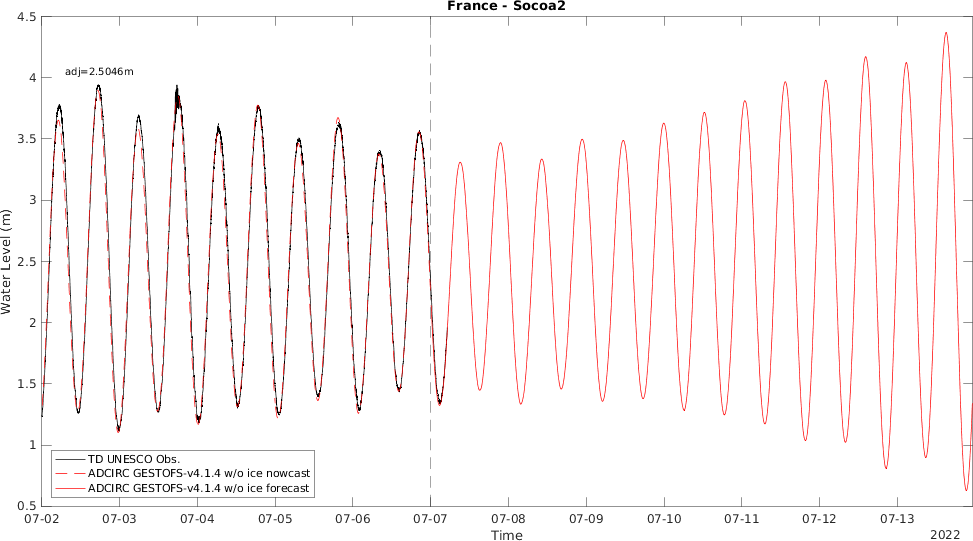 France - Socoa2
4.5
4
3.5
3
2.5
2
1.5
1
0.5
adj=2.5046m
Water Level (m)
TD UNESCO Obs.
ADCIRC GESTOFS-v4.1.4 w/o ice nowcast
ADCIRC GESTOFS-v4.1.4 w/o ice forecast
07-02 07-03 07-04 07-05 07-06 07-07 07-08 07-09 07-10 07-11 07-12 07-13
Time
2022